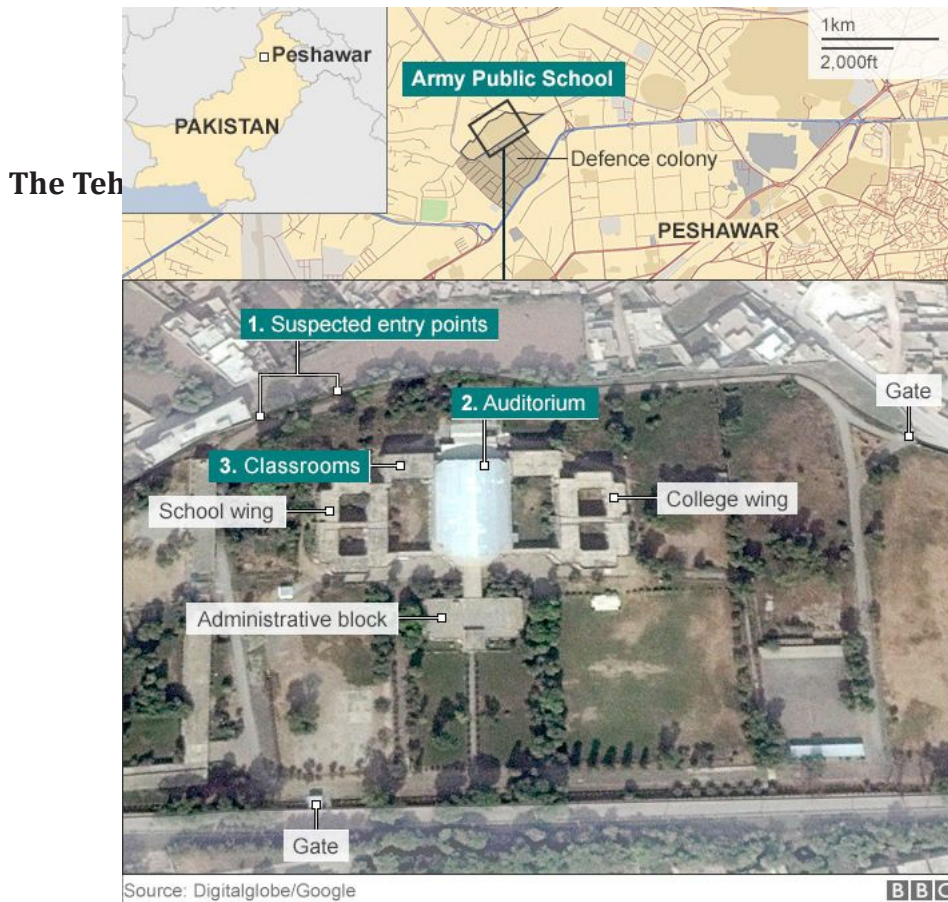 Peshawar
PAKISTAN
1km
2,000ft
Army Public School
Defence colony
PESHAWAR
The Teh
1. Suspected entry points
2. Auditorium
Gate
3. Classrooms
School wing
College wing
Administrative block
Gate
Source: Digitalglobe/Google
BBC